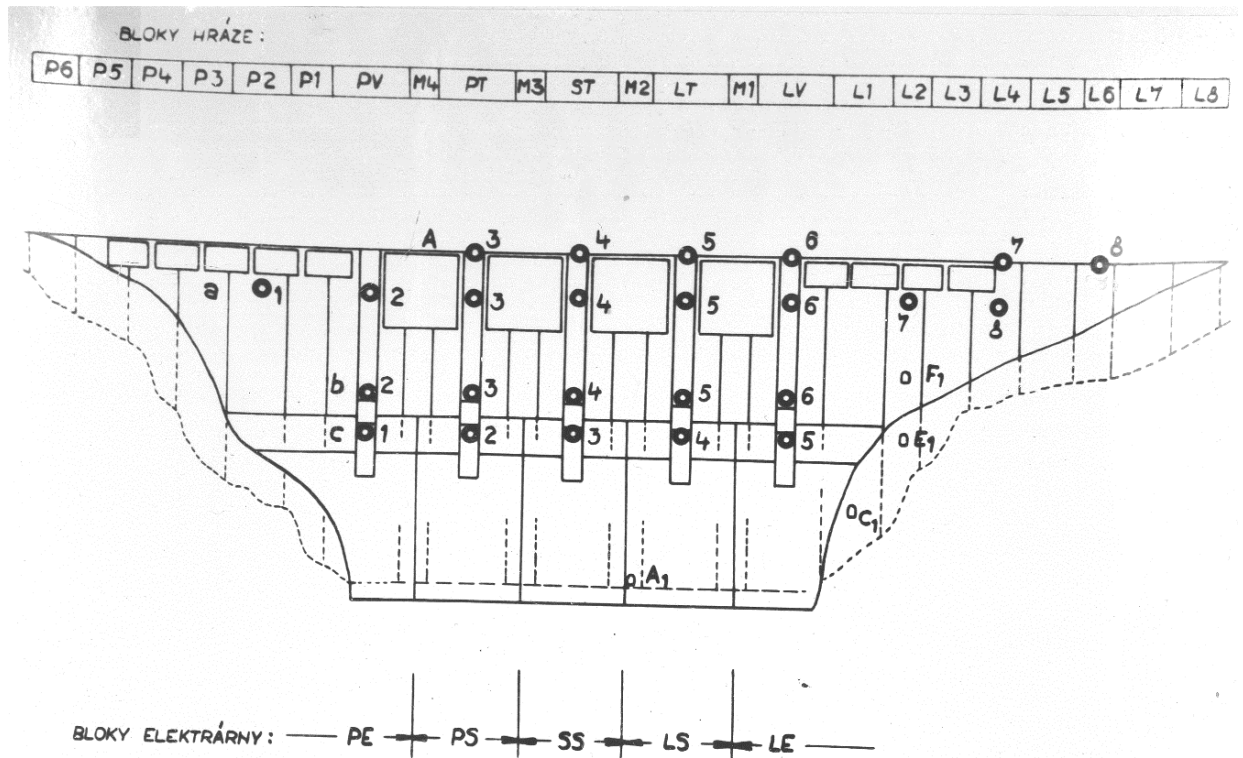 BLOKY HRÁZE:
P6 P5 P4 P3 P2 P1 PV M4 PT M3 ST M2 LT M1 LV L1 L2 L3 L4 L5 L6 L7 L8
A 3 4 5 6 7 8
a 1 2 3 4 5 6 7 8
F1
b 2 3 4 5 6
c 1 2 3 4 5 E1
C1
A1
BLOKY ELEKTRÁRNY: PE PS SS LS LE